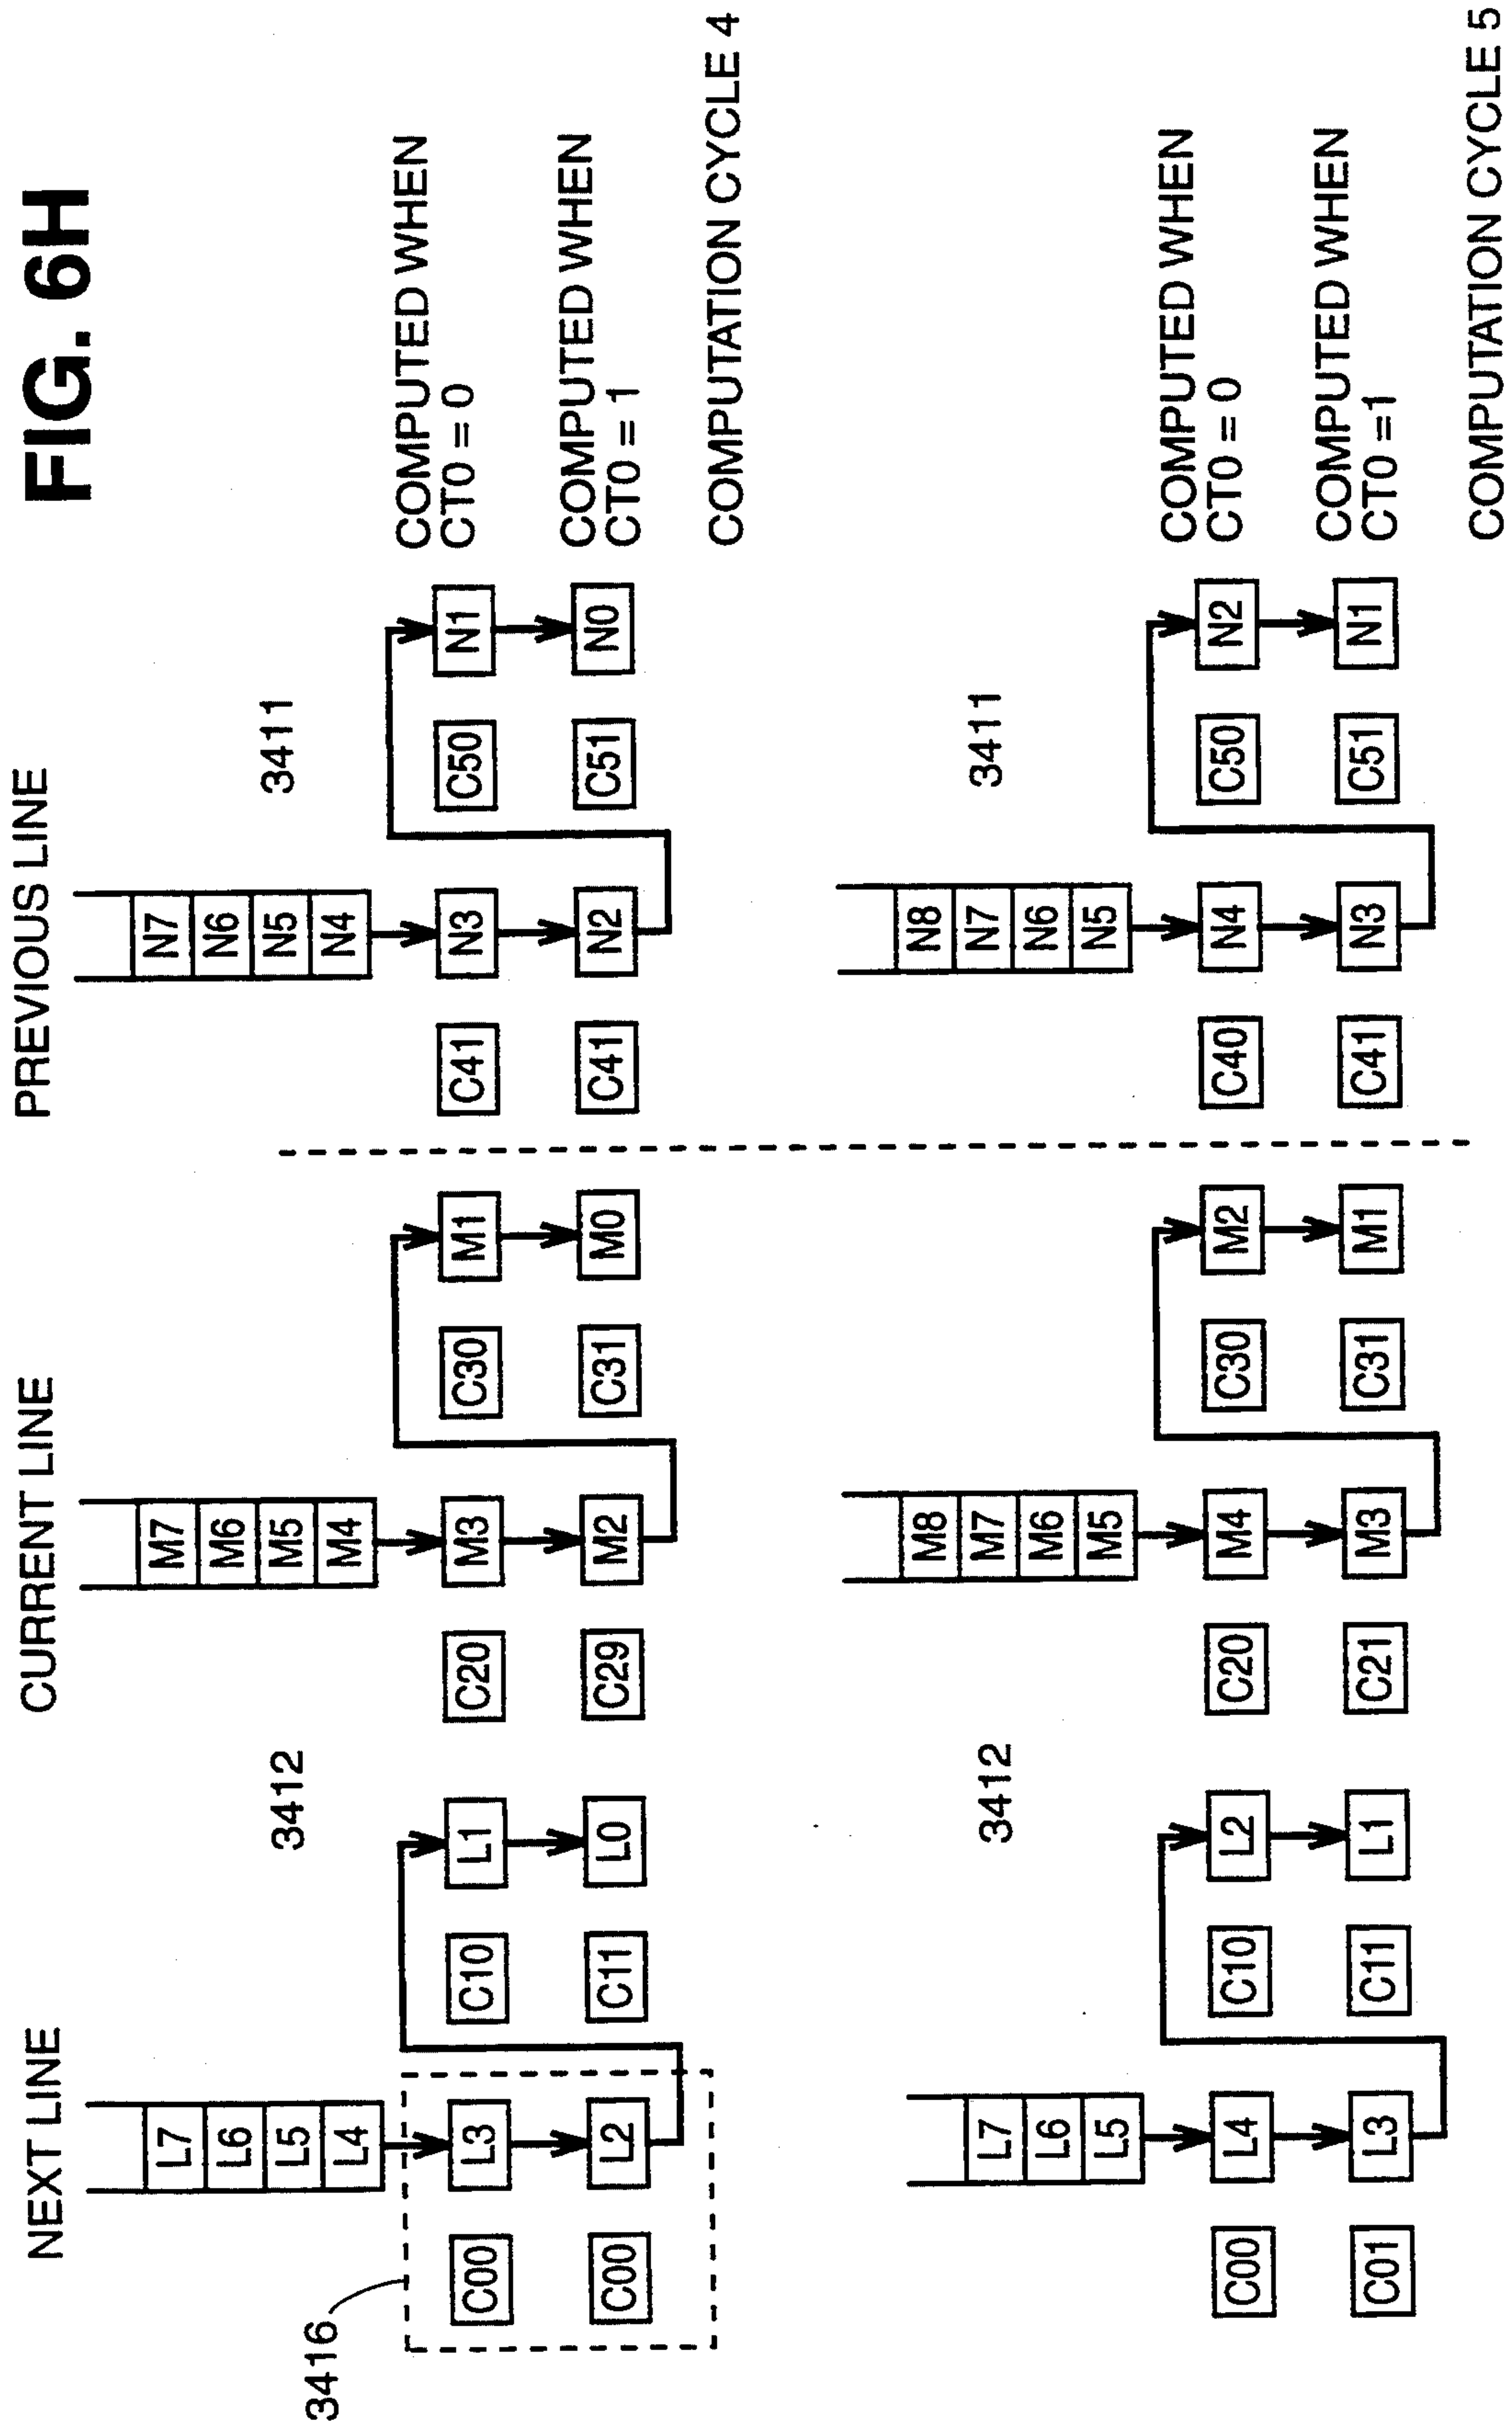 FIG. 6H
NEXT LINE
CURRENT LINE
PREVIOUS LINE
L7
M7
N7
L6
M6
N6
L5
M5
N5
L4
M4
N4
3416
3412
3411
C00 L3 C10 L1 C20 M3 C30 M1 C41 N3 C50 N1
COMPUTED WHEN
CT0 = 0
C00 L2 C11 L0 C29 M2 C31 M0 C41 N2 C51 N0
COMPUTED WHEN
CT0 = 1
COMPUTATION CYCLE 4
M8
N8
L7
M7
N7
L6
M6
N6
L5
M5
N5
3412
3411
C00 L4 C10 L2 C20 M4 C30 M2 C40 N4 C50 N2
COMPUTED WHEN
CT0 = 0
C01 L3 C11 L1 C21 M3 C31 M1 C41 N3 C51 N1
COMPUTED WHEN
CT0 =1
COMPUTATION CYCLE 5